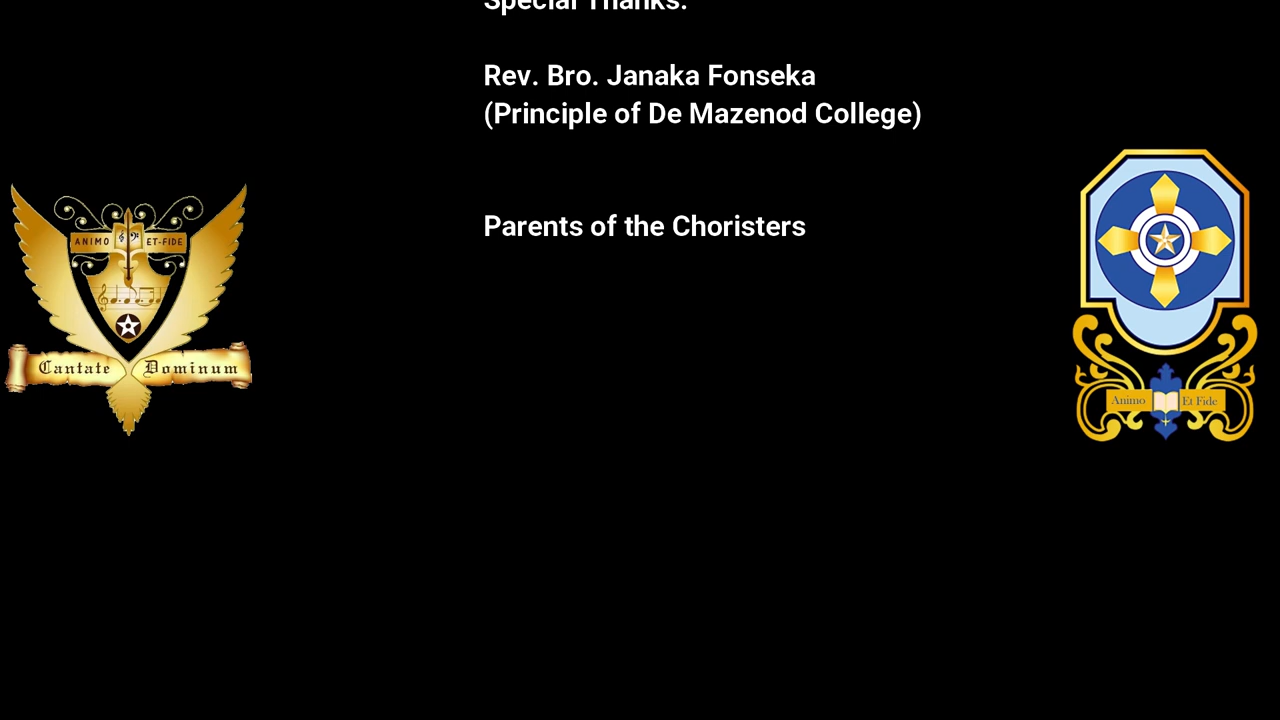 Special Thanks:
Rev. Bro. Janaka Fonseka
(Principle of De Mazenod College)
Parents of the Choristers
ANIMO ET-FIDE
Cantate Dominum
Animo Et Fide